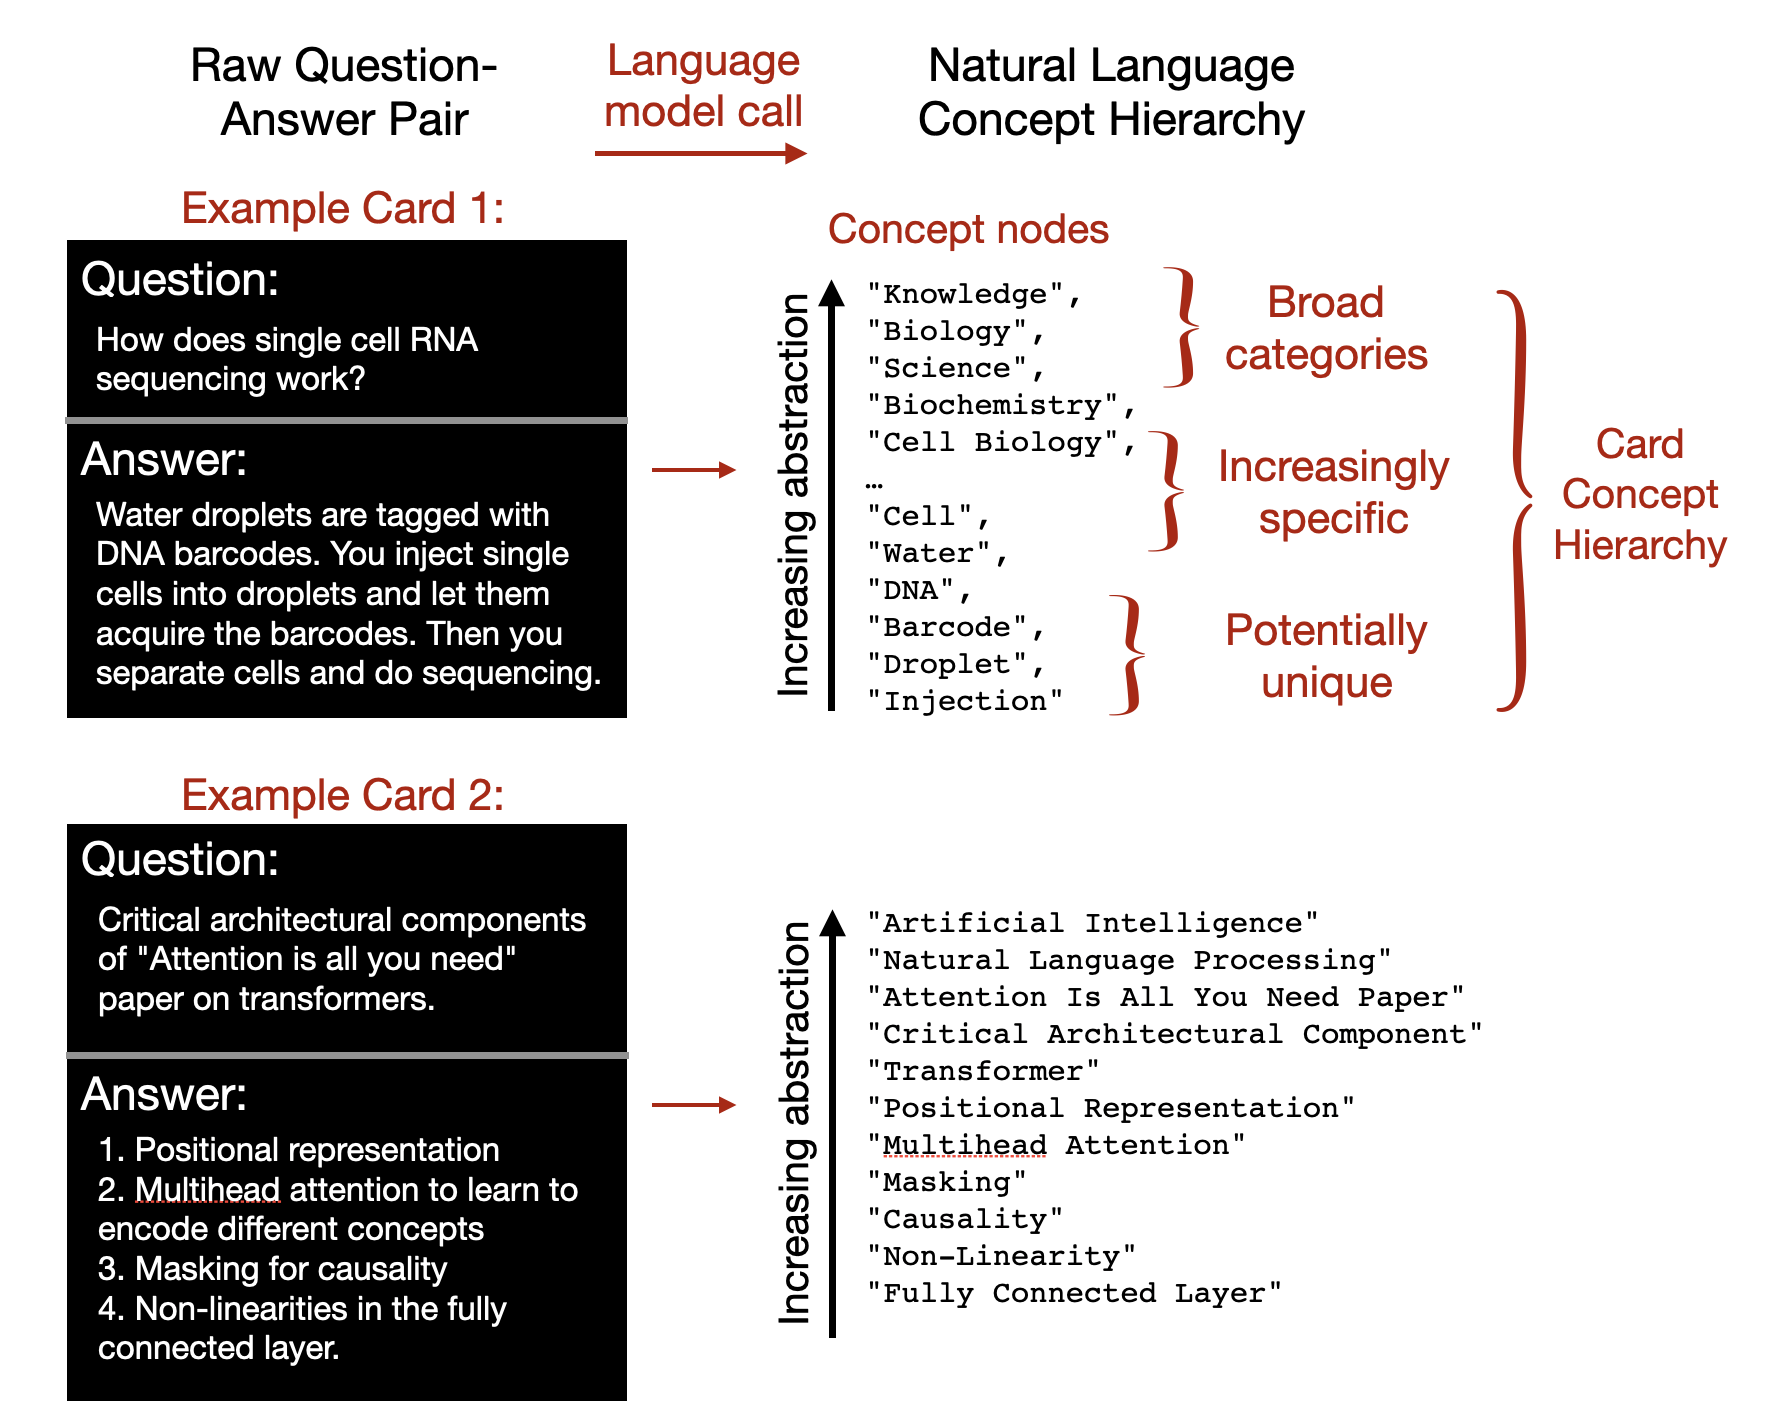 Raw Question-
Answer Pair
Language
model call
Natural Language
Concept Hierarchy
Example Card 1:
Question:
How does single cell RNA
sequencing work?
Answer:
Water droplets are tagged with
DNA barcodes. You inject single
cells into droplets and let them
acquire the barcodes. Then you
separate cells and do sequencing.
Concept nodes
Increasing abstraction
"Knowledge",
"Biology",
"Science",
"Biochemistry",
"Cell Biology",
…
"Cell",
"Water",
"DNA",
"Barcode",
"Droplet",
"Injection"
Broad
categories
Increasingly
specific
Potentially
unique
Card
Concept
Hierarchy
Example Card 2:
Question:
Critical architectural components
of "Attention is all you need"
paper on transformers.
Answer:
1. Positional representation
2. Multihead attention to learn to
encode different concepts
3. Masking for causality
4. Non-linearities in the fully
connected layer.
Increasing abstraction
"Artificial Intelligence"
"Natural Language Processing"
"Attention Is All You Need Paper"
"Critical Architectural Component"
"Transformer"
"Positional Representation"
"Multihead Attention"
"Masking"
"Causality"
"Non-Linearity"
"Fully Connected Layer"